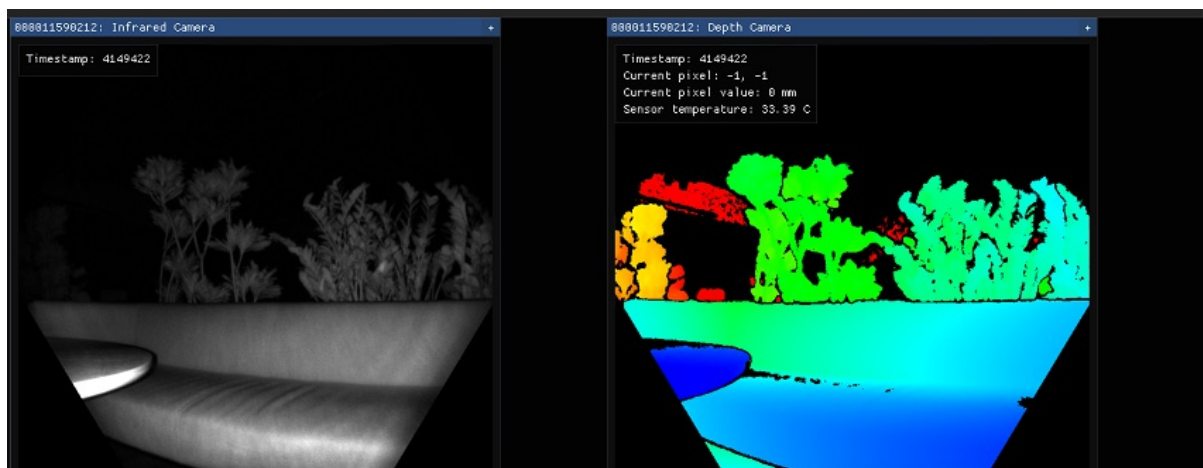 000011590212: Infrared Camera
Timestamp: 4149422
000011590212: Depth Camera
Timestamp: 4149422
Current pixel: -1, -1
Current pixel value: 0 mm
Sensor temperature: 33.39 C